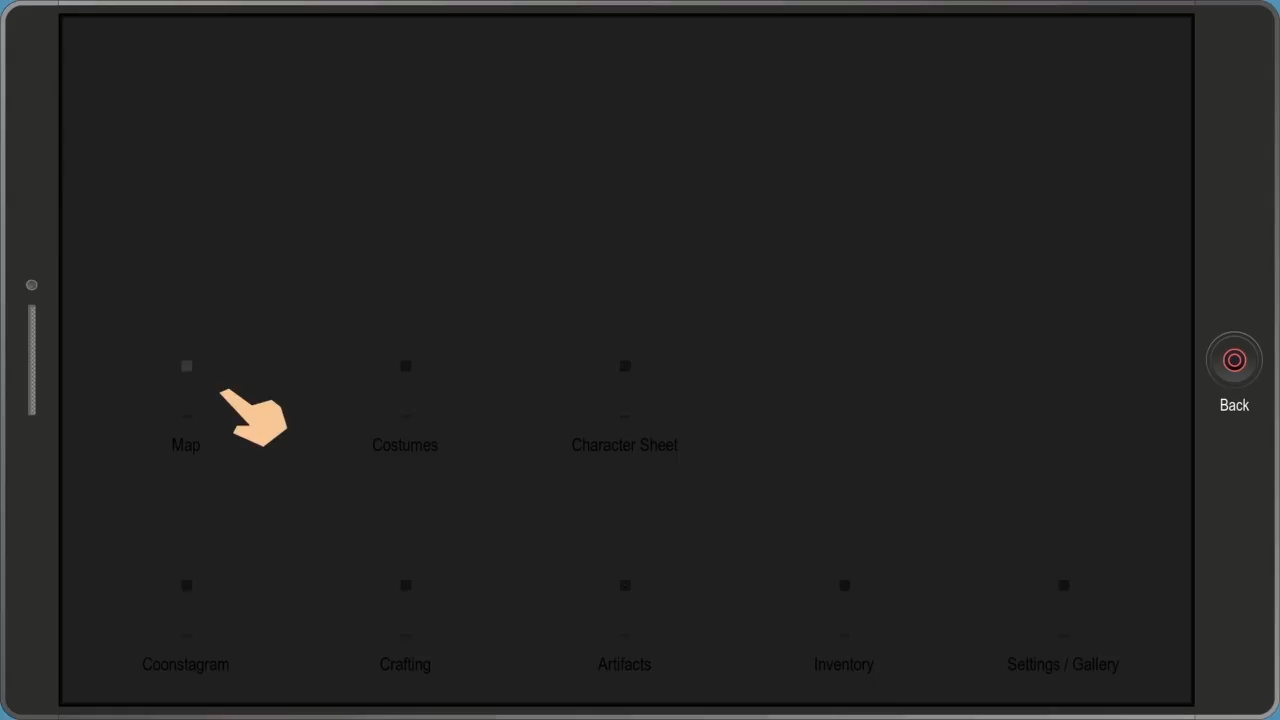 Back
Map
Costumes
Character Sheet
Coonstagram
Crafting
Artifacts
Inventory
Settings / Gallery